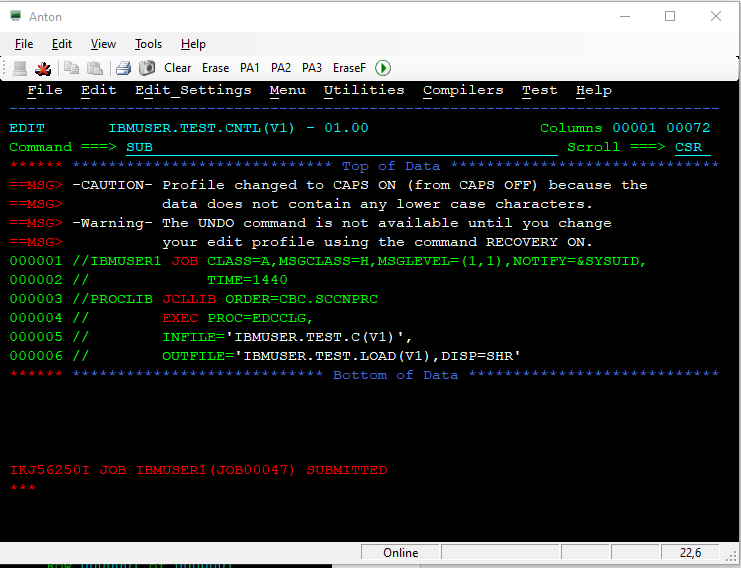 Anton
File Edit View Tools Help
Clear Erase PA1 PA2 PA3 EraseF
File Edit Edit_Settings Menu Utilities Compilers Test Help
EDIT IBMUSER.TEST.CNTL(V1) - 01.00 Columns 00001 00072
Command ===> SUB Scroll ===> CSR
****** ***************************** Top of Data ******************************
==MSG> -CAUTION- Profile changed to CAPS ON (from CAPS OFF) because the
==MSG> data does not contain any lower case characters.
==MSG> -Warning- The UNDO command is not available until you change
==MSG> your edit profile using the command RECOVERY ON.
000001 //IBMUSER1 JOB CLASS=A,MSGCLASS=H,MSGLEVEL=(1,1),NOTIFY=&SYSUID,
000002 // TIME=1440
000003 //PROCLIB JCLLIB ORDER=CBC.SCCNPRC
000004 // EXEC PROC=EDCCLG,
000005 // INFILE='IBMUSER.TEST.C(V1)',
000006 // OUTFILE='IBMUSER.TEST.LOAD(V1),DISP=SHR'
****** **************************** Bottom of Data ****************************
IKJ56250I JOB IBMUSER1(JOB00047) SUBMITTED
***
Online 22,6